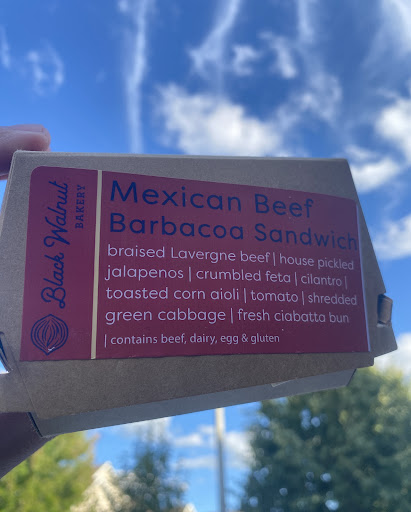 Black Walnut
BAKERY
Mexican Beef
Barbacoa Sandwich
braised Lavergne beef | house pickled
jalapenos | crumbled feta | cilantro |
toasted corn aioli | tomato | shredded
green cabbage | fresh ciabatta bun
| contains beef, dairy, egg & gluten